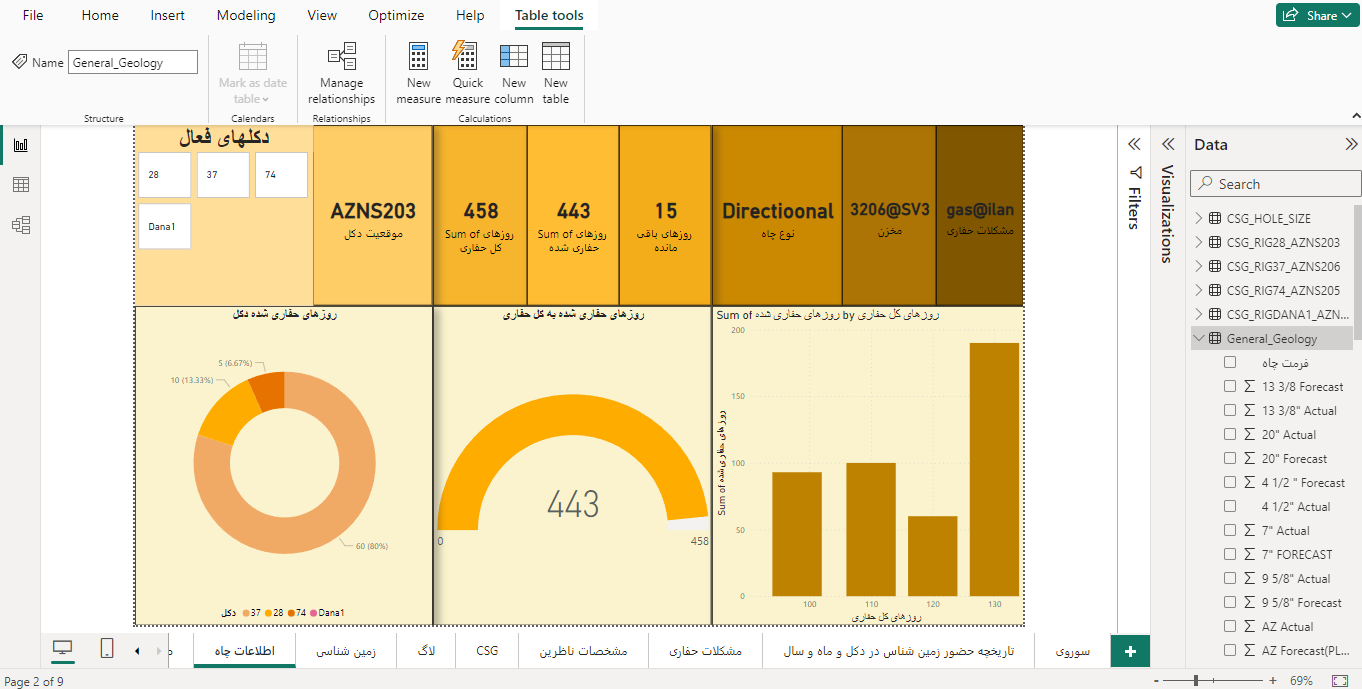 File Home Insert Modeling View Optimize Help Table tools
Share
Name General_Geology
Mark as date
table
Manage
relationships
New
measure
Quick
measure
New
column
New
table
Structure Calendars Relationships Calculations
دکلهای فعال
28 37 74
Dana1
AZNS203
موقعیت دکل
458
Sum of روزهای
کل حفاری
443
Sum of روزهای
حفاری شده
15
روزهای باقی
مانده
Directioonal
نوع چاه
3206@SV3
مخزن
gas@ilan
مشکلات حفاری
روزهای حفاری شده دکل
5 (6.67%)
10 (13.33%)
60 (80%)
دکل 37 28 74 Dana1
روزهای حفاری شده به کل حفاری
443
0
458
Sum of روزهای حفاری شده by روزهای کل حفاری
Sum of روزهای حفاری شده
200
150
100
50
0
100 110 120 130
روزهای کل حفاری
Filters
Visualizations
Data
Search
CSG_HOLE_SIZE
CSG_RIG28_AZNS203
CSG_RIG37_AZNS206
CSG_RIG74_AZNS205
CSG_RIGDANA1_AZN...
General_Geology
فرمت چاه
13 3/8 Forecast
13 3/8" Actual
20" Actual
20" Forecast
4 1/2 " Forecast
4 1/2" Actual
7" Actual
7" FORECAST
9 5/8" Actual
9 5/8" Forecast
AZ Actual
AZ Forecast(PL...
اطلاعات چاه
زمین شناسی
لاگ
CSG
مشخصات ناظرین
مشکلات حفاری
تاریخچه حضور زمین شناس در دکل و ماه و سال
سوروی
+
Page 2 of 9
- + 69%